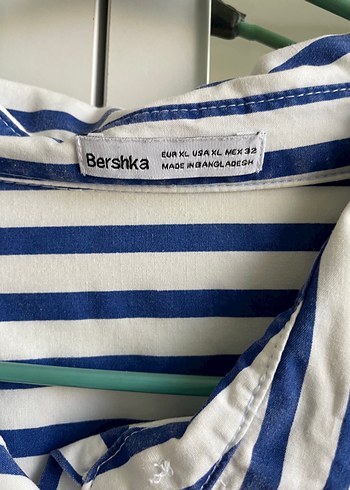 Bershka
EUR XL USA XL MEX 32
MADE IN BANGLADESH